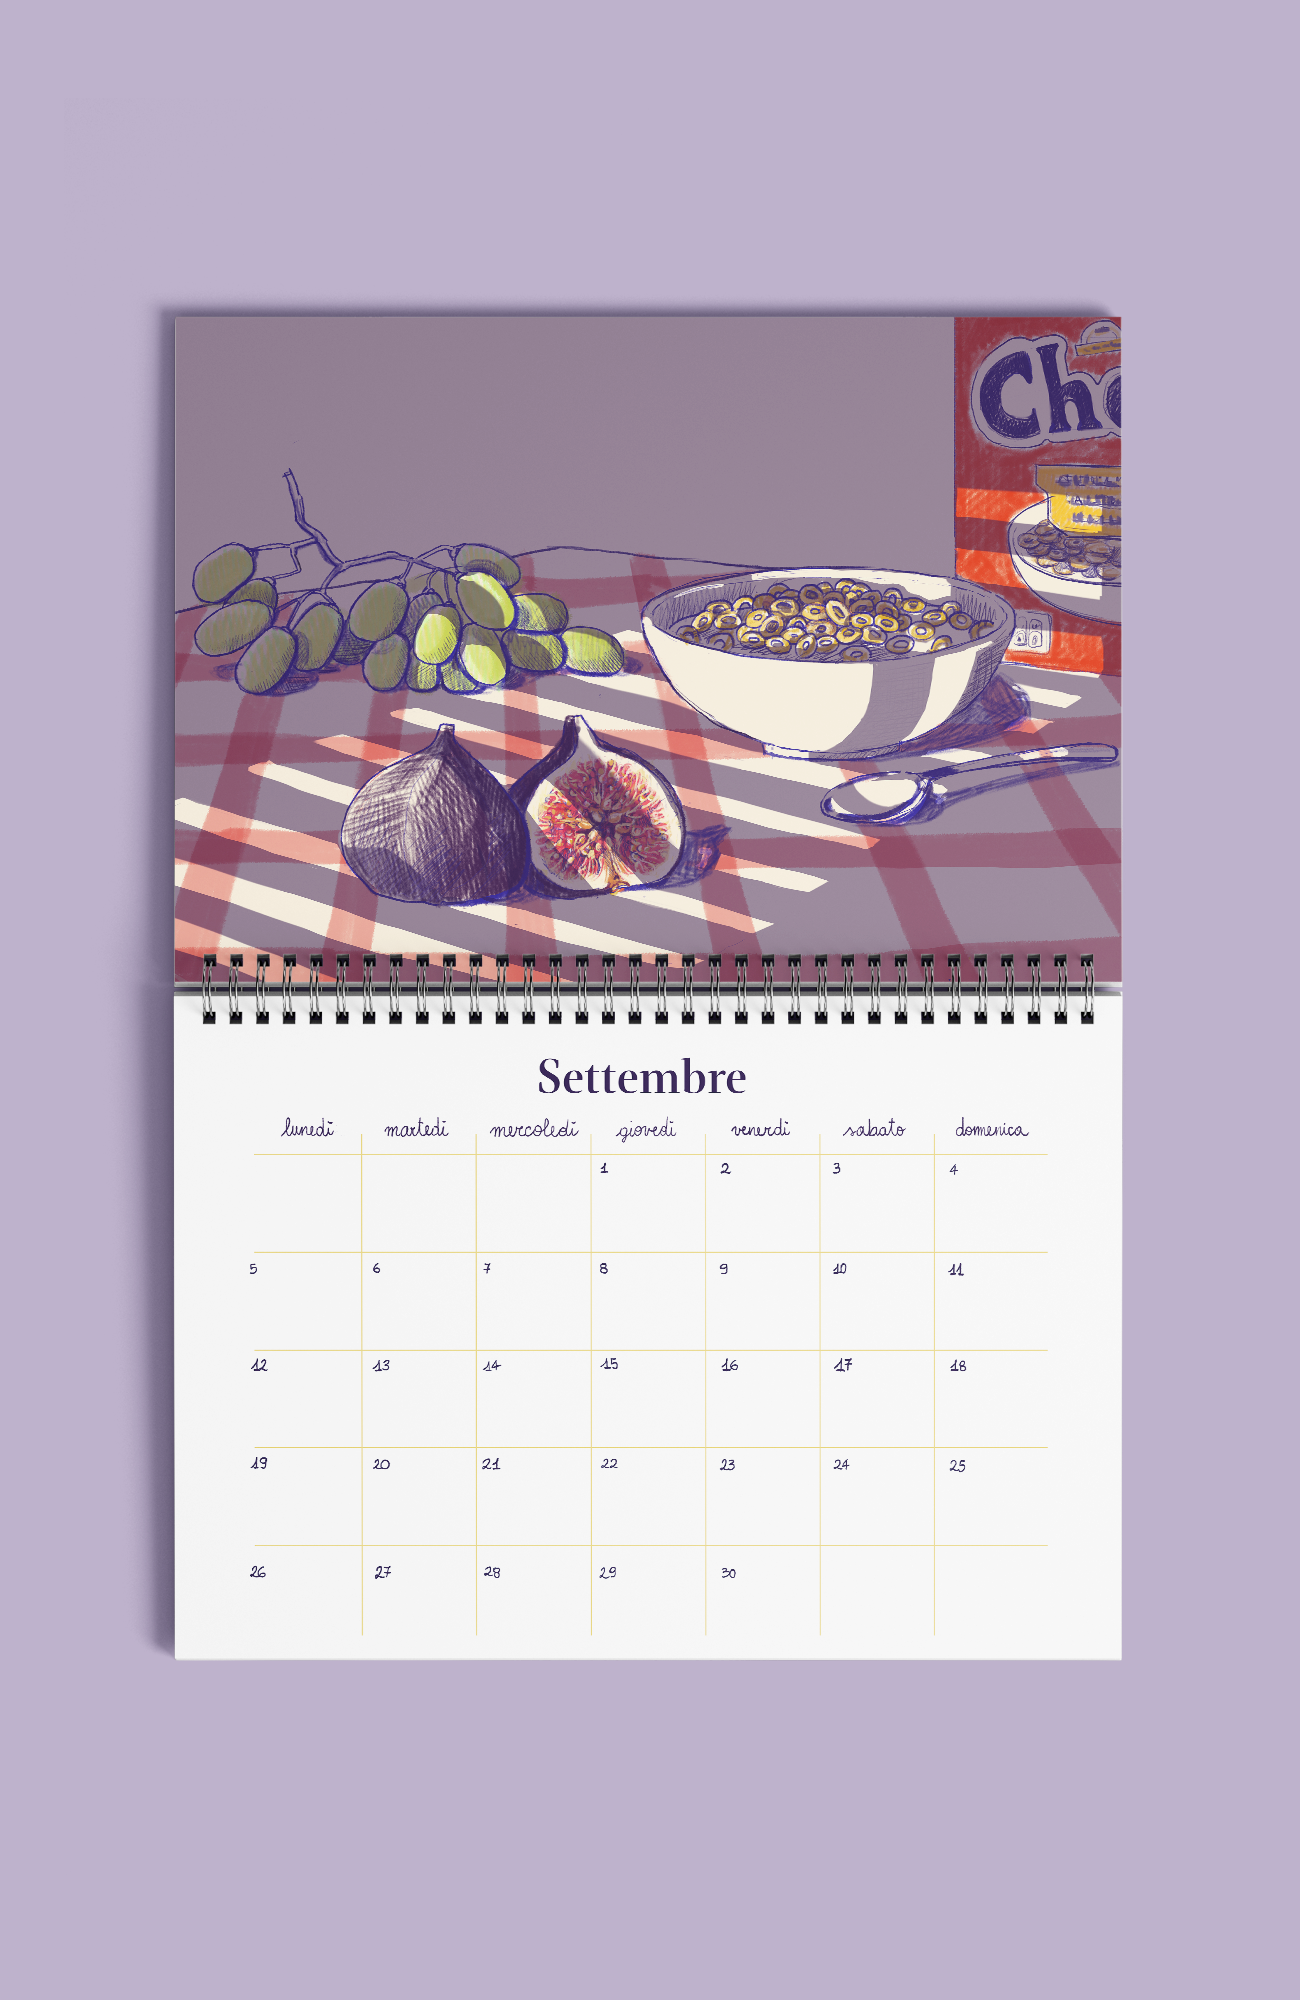 Che
Settembre
lunedì martedì mercoledì giovedì venerdì sabato domenica
1 2 3 4
5 6 7 8 9 10 11
12 13 14 15 16 17 18
19 20 21 22 23 24 25
26 27 28 29 30